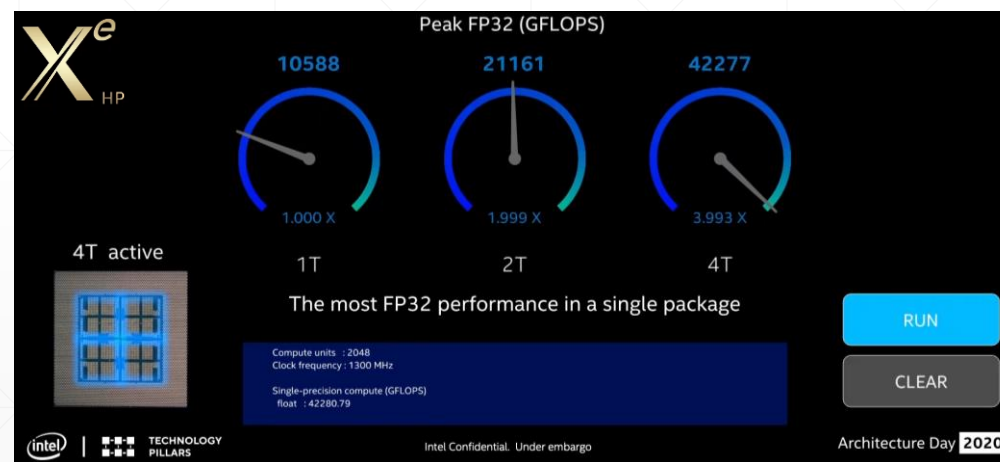 Xe
HP
Peak FP32 (GFLOPS)
10588
21161
42277
1.000 X
1.999 X
3.993 X
1T
2T
4T
4T active
The most FP32 performance in a single package
Compute units : 2048
Clock frequency : 1300 MHz
Single-precision compute (GFLOPS)
float : 42280.79
RUN
CLEAR
intel
TECHNOLOGY
PILLARS
Intel Confidential. Under embargo
Architecture Day 2020